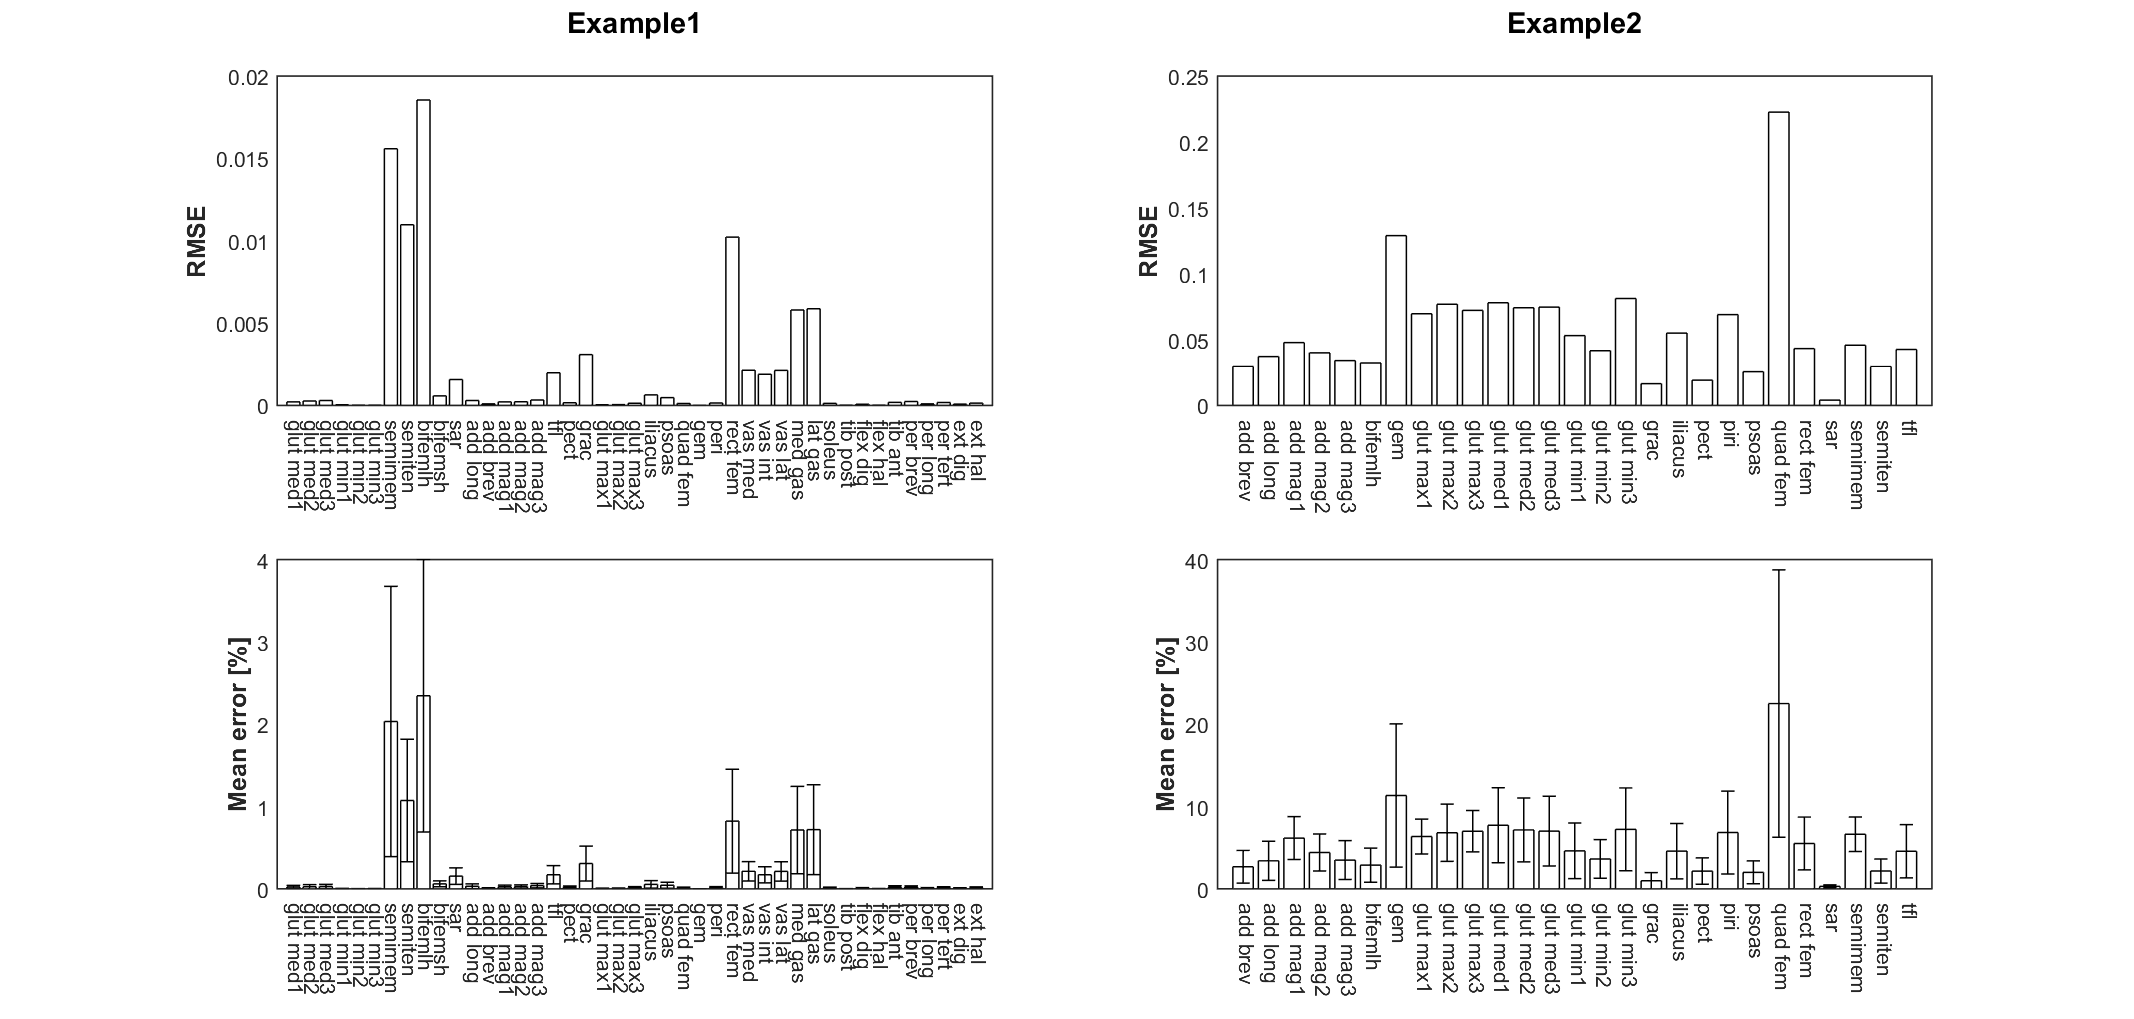 Example1
Example2
0.02
0.015
0.01
0.005
0
RMSE
glut med1
glut med2
glut med3
glut min1
glut min2
glut min3
semimem
semiten
bifemlh
bifemsh
sar
add long
add brev
add mag1
add mag2
add mag3
tfl
pect
grac
glut max1
glut max2
glut max3
iliacus
psoas
quad fem
gem
peri
rect fem
vas med
vas int
vas lat
med gas
lat gas
soleus
tib post
flex dig
flex hal
tib ant
per brev
per long
per tert
ext dig
ext hal
0.25
0.2
0.15
0.1
0.05
0
RMSE
add brev
add long
add mag1
add mag2
add mag3
bifemlh
gem
glut max1
glut max2
glut max3
glut med1
glut med2
glut med3
glut min1
glut min2
glut min3
grac
iliacus
pect
piri
psoas
quad fem
rect fem
sar
semimem
semiten
tfl
4
3
2
1
0
Mean error [%]
glut med1
glut med2
glut med3
glut min1
glut min2
glut min3
semimem
semiten
bifemlh
bifemsh
sar
add long
add brev
add mag1
add mag2
add mag3
tfl
pect
grac
glut max1
glut max2
glut max3
iliacus
psoas
quad fem
gem
peri
rect fem
vas med
vas int
vas lat
med gas
lat gas
soleus
tib post
flex dig
flex hal
tib ant
per brev
per long
per tert
ext dig
ext hal
40
30
20
10
0
Mean error [%]
add brev
add long
add mag1
add mag2
add mag3
bifemlh
gem
glut max1
glut max2
glut max3
glut med1
glut med2
glut med3
glut min1
glut min2
glut min3
grac
iliacus
pect
piri
psoas
quad fem
rect fem
sar
semimem
semiten
tfl